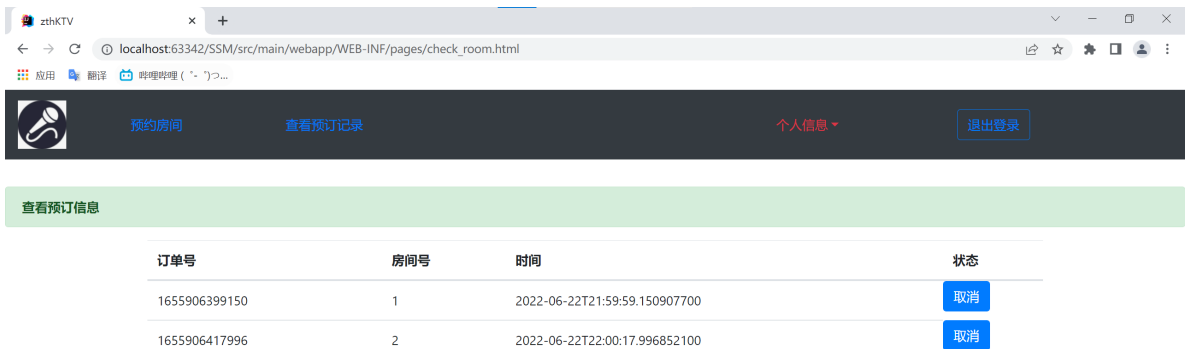 zthKTV
localhost:63342/SSM/src/main/webapp/WEB-INF/pages/check_room.html
应用 翻译 哔哩哔哩 ( ゜- ゜)つ...
预约房间 查看预订记录 个人信息 退出登录
查看预订信息
订单号 房间号 时间 状态
1655906399150 1 2022-06-22T21:59:59.150907700 取消
1655906417996 2 2022-06-22T22:00:17.996852100 取消